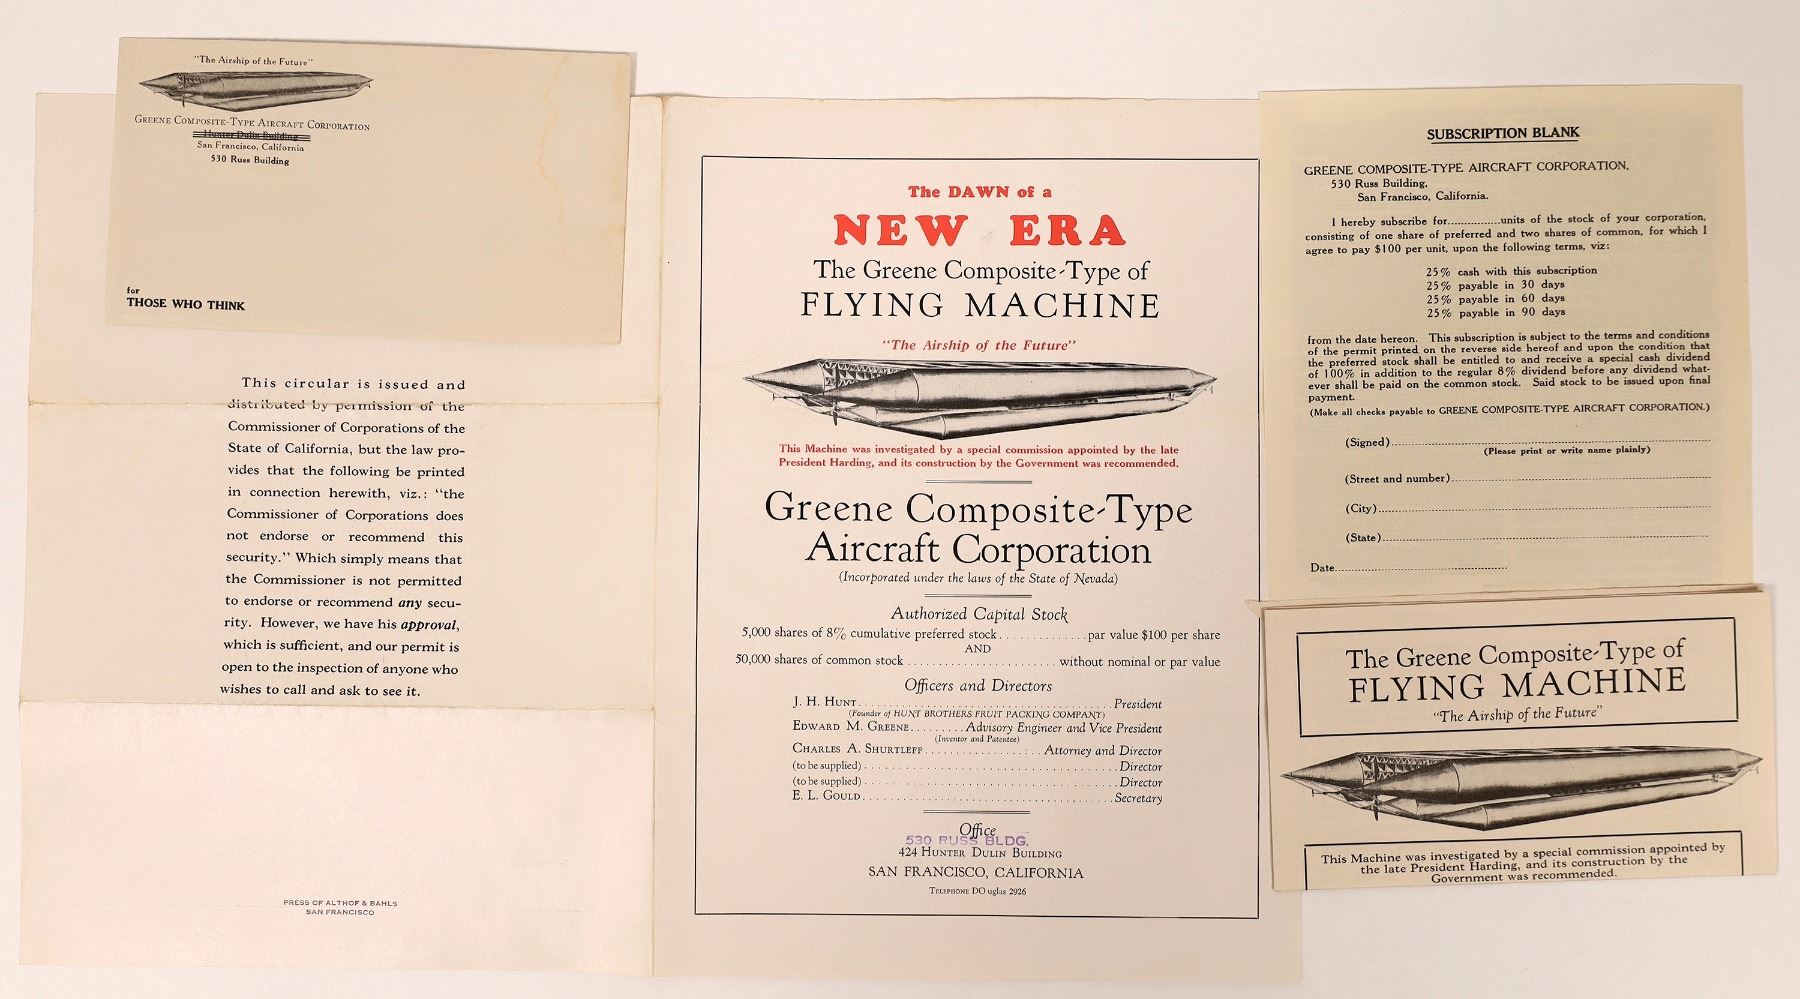 "The Airship of the Future"
GREENE COMPOSITE-TYPE AIRCRAFT CORPORATION
Hunter Dulin Building
San Francisco, California
530 Russ Building
for
THOSE WHO THINK
This circular is issued and
distributed by permission of the
Commissioner of Corporations of the
State of California, but the law pro-
vides that the following be printed
in connection herewith, viz.: "the
Commissioner of Corporations does
not endorse or recommend this
security." Which simply means that
the Commissioner is not permitted
to endorse or recommend any secu-
rity. However, we have his approval,
which is sufficient, and our permit is
open to the inspection of anyone who
wishes to call and ask to see it.
PRESS OF ALTHOF & BAHLS
SAN FRANCISCO
The DAWN of a
NEW ERA
The Greene Composite-Type of
FLYING MACHINE
"The Airship of the Future"
This Machine was investigated by a special commission appointed by the late
President Harding, and its construction by the Government was recommended.
Greene Composite-Type
Aircraft Corporation
(Incorporated under the laws of the State of Nevada)
Authorized Capital Stock
5,000 shares of 8% cumulative preferred stock..............par value $100 per share
AND
50,000 shares of common stock........................without nominal or par value
Officers and Directors
J. H. HUNT........................................President
(Founder of HUNT BROTHERS FRUIT PACKING COMPANY)
EDWARD M. GREENE.........Advisory Engineer and Vice President
(Inventor and Patentee)
CHARLES A. SHURTLEFF...................Attorney and Director
(to be supplied).........................................Director
(to be supplied).........................................Director
E. L. GOULD........................................Secretary
Office
530 RUSS BLDG.
424 HUNTER DULIN BUILDING
SAN FRANCISCO, CALIFORNIA
TELEPHONE DO uglas 2926
SUBSCRIPTION BLANK
GREENE COMPOSITE-TYPE AIRCRAFT CORPORATION,
530 Russ Building,
San Francisco, California.
I hereby subscribe for................units of the stock of your corporation,
consisting of one share of preferred and two shares of common, for which I
agree to pay $100 per unit, upon the following terms, viz:
25% cash with this subscription
25% payable in 30 days
25% payable in 60 days
25% payable in 90 days
from the date hereon. This subscription is subject to the terms and conditions
of the permit printed on the reverse side hereof and upon the condition that
the preferred stock shall be entitled to and receive a special cash dividend
of 100% in addition to the regular 8% dividend before any dividend what-
ever shall be paid on the common stock. Said stock to be issued upon final
payment.
(Make all checks payable to GREENE COMPOSITE-TYPE AIRCRAFT CORPORATION.)
(Signed)
(Please print or write name plainly)
(Street and number)
(City)
(State)
Date
The Greene Composite-Type of
FLYING MACHINE
"The Airship of the Future"
This Machine was investigated by a special commission appointed by
the late President Harding, and its construction by the
Government was recommended.